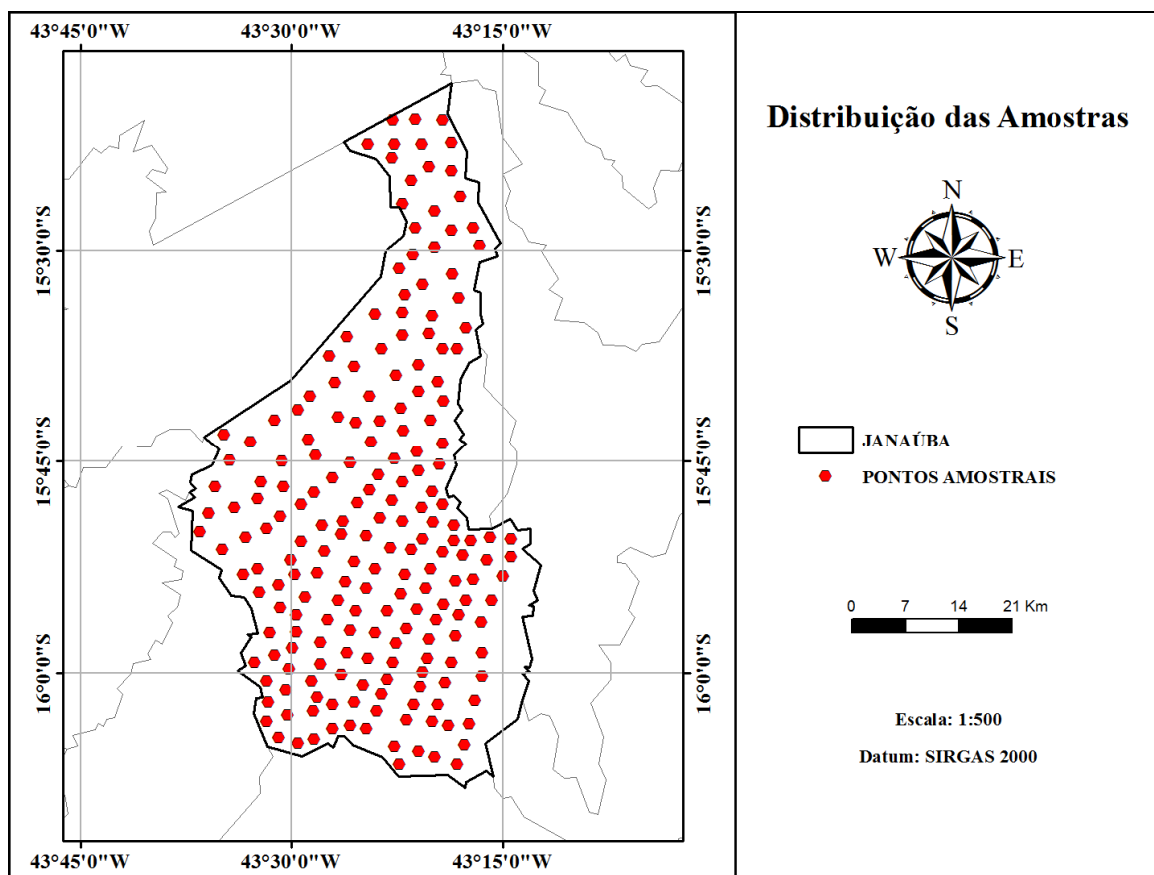 43°45'0"W 43°30'0"W 43°15'0"W
15°30'0"S 15°30'0"S
15°45'0"S 15°45'0"S
16°0'0"S 16°0'0"S
43°45'0"W 43°30'0"W 43°15'0"W
Distribuição das Amostras
N
W E
S
JANAÚBA
PONTOS AMOSTRAIS
0 7 14 21 Km
Escala: 1:500
Datum: SIRGAS 2000